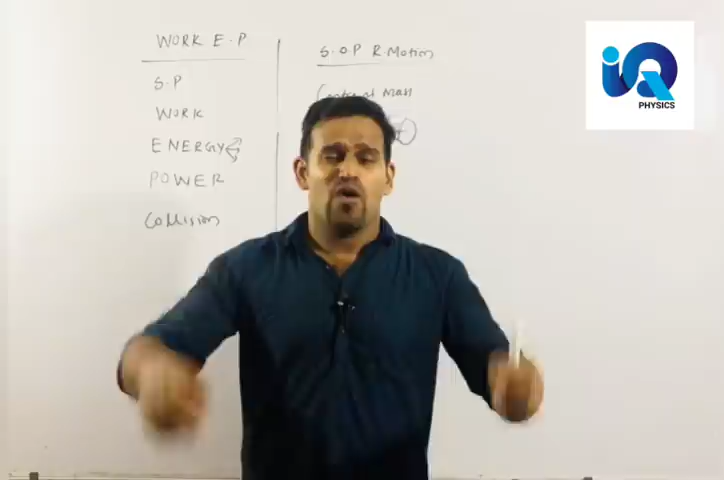 WORK E.P
S.P
WORK
ENERGY
POWER
Collision
S.O.P R.Motion
Centre of Mass
iQ
PHYSICS